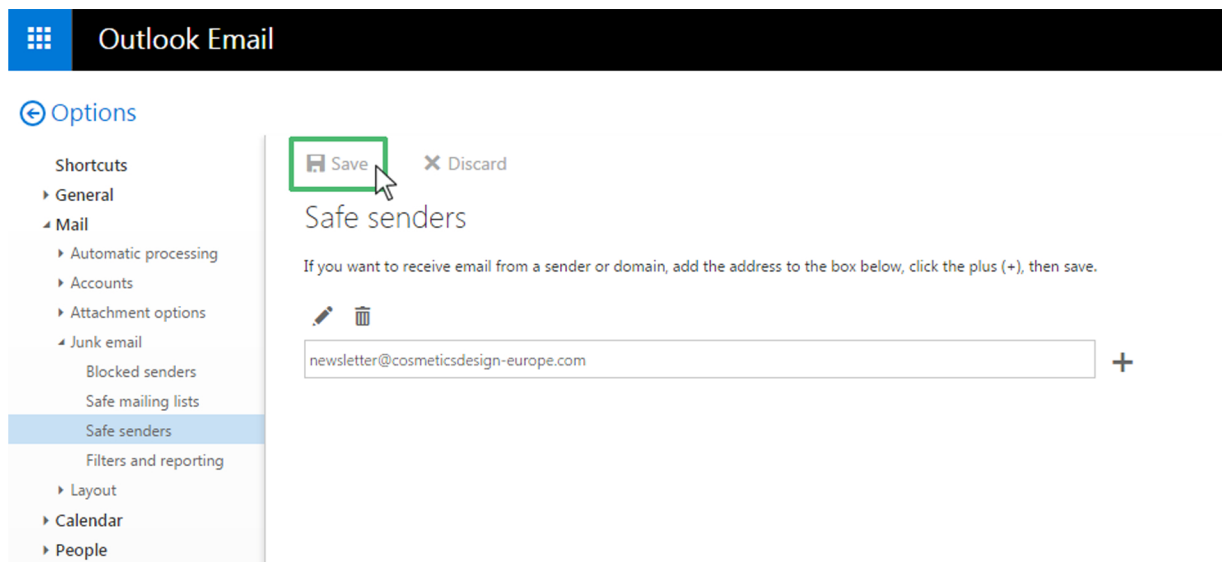 Outlook Email
Options
Shortcuts
General
Mail
Automatic processing
Accounts
Attachment options
Junk email
Blocked senders
Safe mailing lists
Safe senders
Filters and reporting
Layout
Calendar
People
Save
Discard
Safe senders
If you want to receive email from a sender or domain, add the address to the box below, click the plus (+), then save.
newsletter@cosmeticsdesign-europe.com